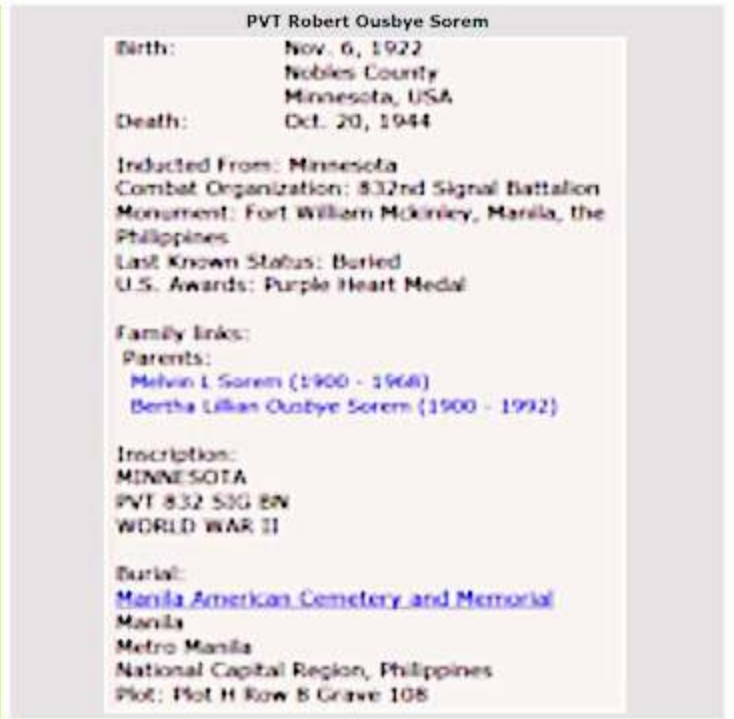 PVT Robert Ousbye Sorem
Birth: Nov. 6, 1922
Nobles County
Minnesota, USA
Death: Oct. 20, 1944
Inducted From: Minnesota
Combat Organization: 832nd Signal Battalion
Monument: Fort William Mckinley, Manila, the
Philippines
Last Known Status: Buried
U.S. Awards: Purple Heart Medal
Family links:
Parents:
Melvin L Sorem (1900 - 1968)
Bertha Lillian Ousbye Sorem (1900 - 1992)
Inscription:
MINNESOTA
PVT 832 SIG BN
WORLD WAR II
Burial:
Manila American Cemetery and Memorial
Manila
Metro Manila
National Capital Region, Philippines
Plot: Plot H Row 8 Grave 108